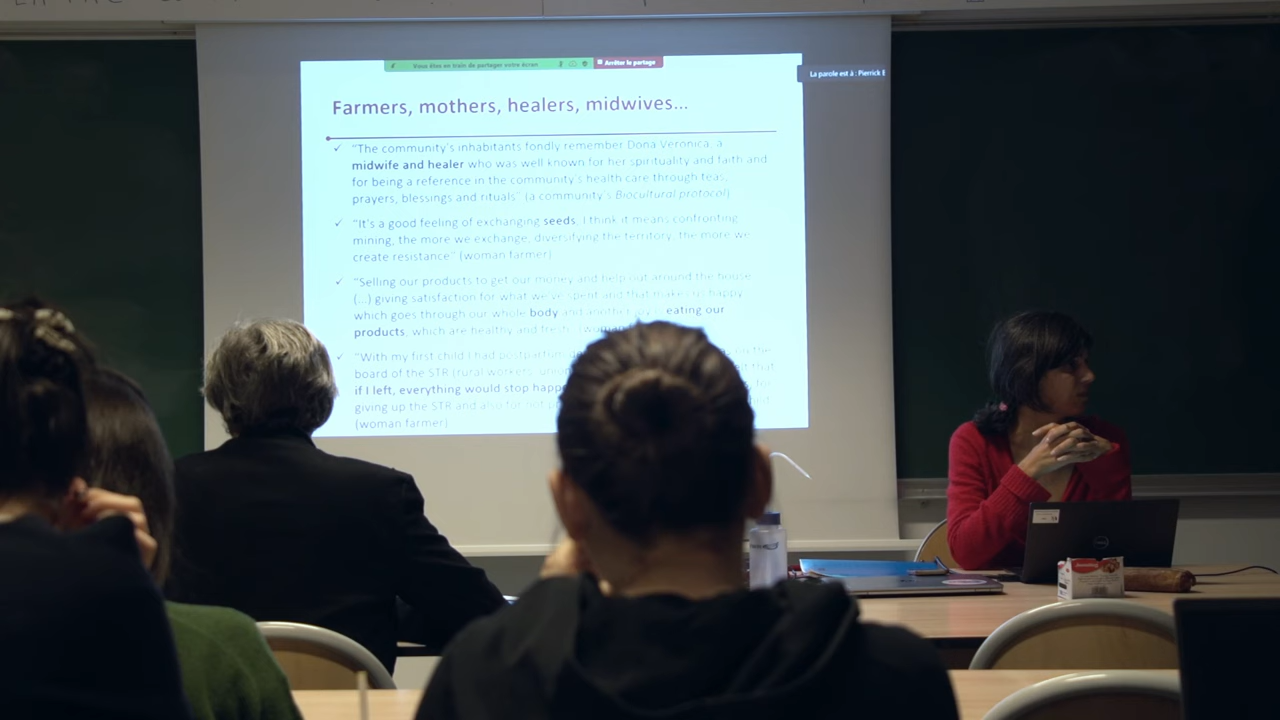 Vous êtes en train de partager votre écran
Arrêter le partage
La parole est à : Pierrick
Farmers, mothers, healers, midwives...
"The community's inhabitants fondly remember Dona Veronica, a
midwife and healer who was well known for her spirituality and faith and
for being a reference in the community's health care through teas,
prayers, blessings and rituals" (a community's Biocultural protocol)
"It's a good feeling of exchanging seeds, I think it means confronting
mining, the more we exchange, diversifying the territory, the more we
create resistance" (woman farmer)
"Selling our products to get our money and help out around the house
(...) giving satisfaction for what we've spent and that makes us happy
which goes through our whole body and another joy is eating our
products, which are healthy and fresh
"With my first child I had postpartum on the
board of the STR (rural workers' union that
if I left, everything would stop for
giving up the STR and also for not
(woman farmer)
DELL